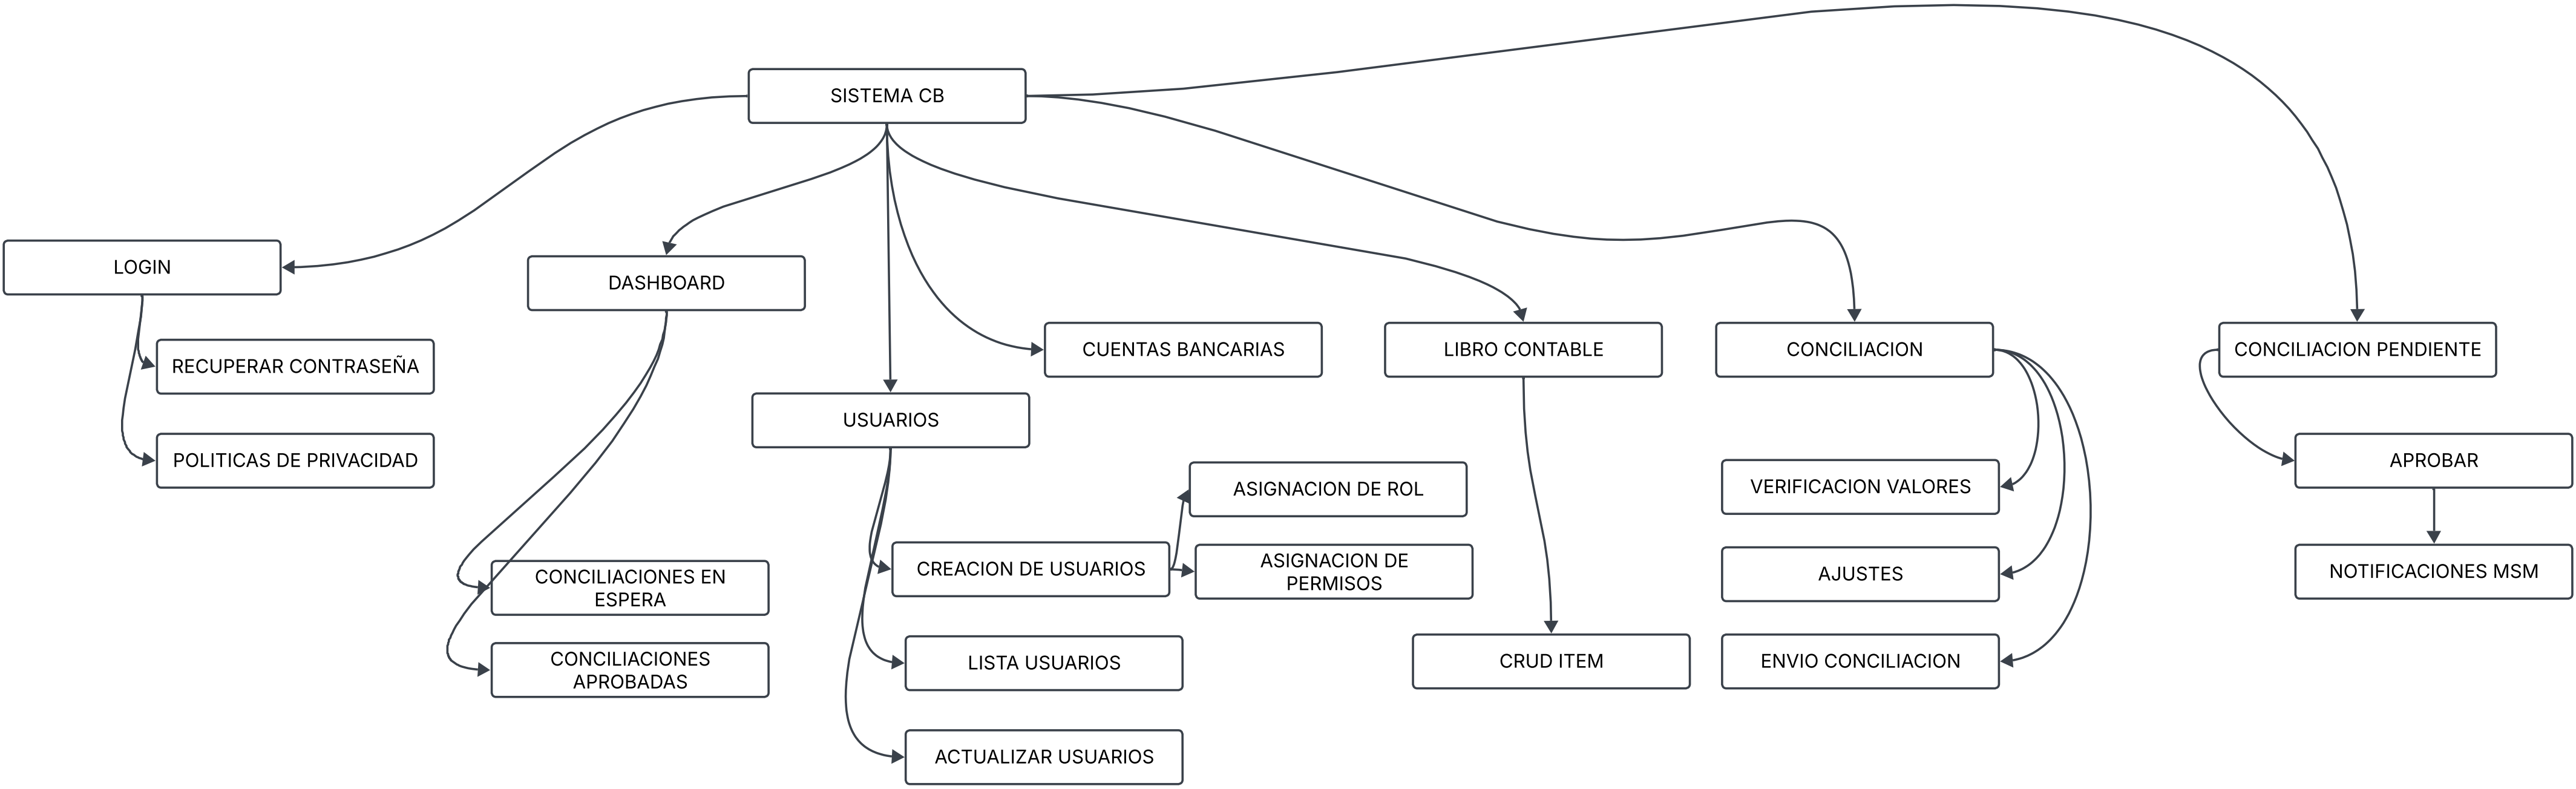 SISTEMA CB
LOGIN
RECUPERAR CONTRASEÑA
POLITICAS DE PRIVACIDAD
DASHBOARD
CONCILIACIONES EN
ESPERA
CONCILIACIONES
APROBADAS
USUARIOS
CREACION DE USUARIOS
ASIGNACION DE ROL
ASIGNACION DE
PERMISOS
LISTA USUARIOS
ACTUALIZAR USUARIOS
CUENTAS BANCARIAS
LIBRO CONTABLE
CRUD ITEM
CONCILIACION
VERIFICACION VALORES
AJUSTES
ENVIO CONCILIACION
CONCILIACION PENDIENTE
APROBAR
NOTIFICACIONES MSM